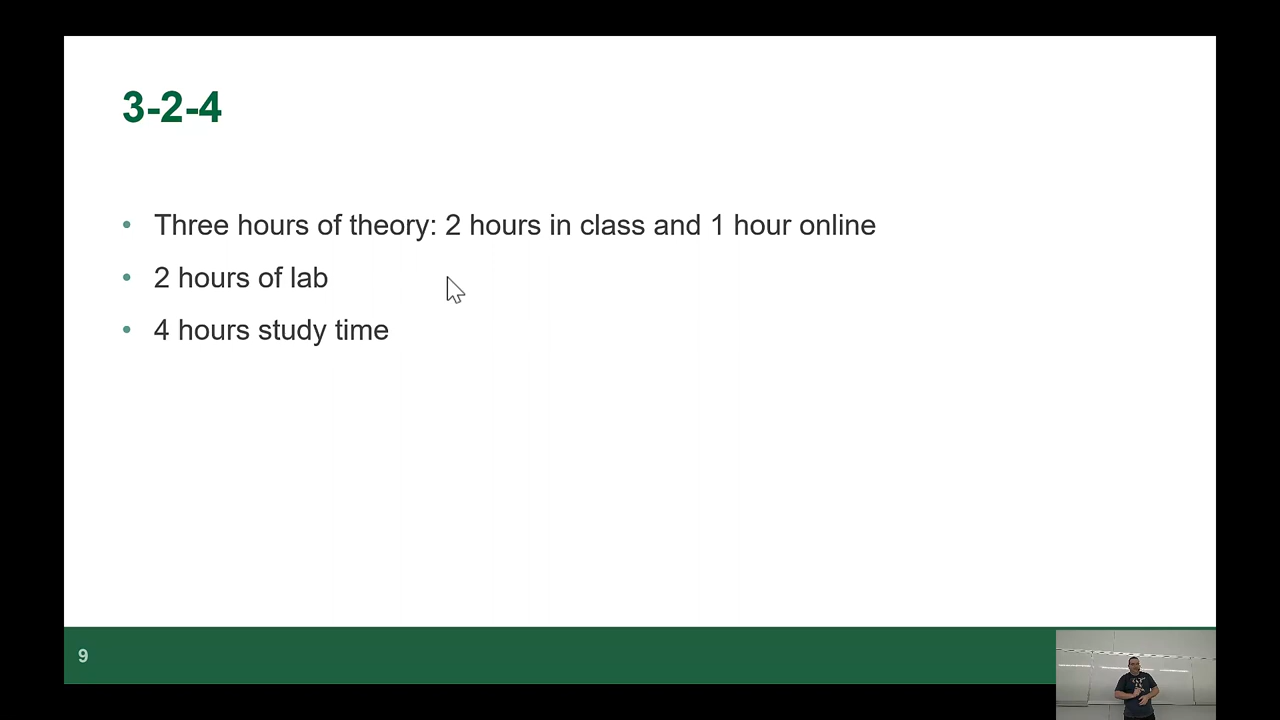 3-2-4
• Three hours of theory: 2 hours in class and 1 hour online
• 2 hours of lab
• 4 hours study time
9